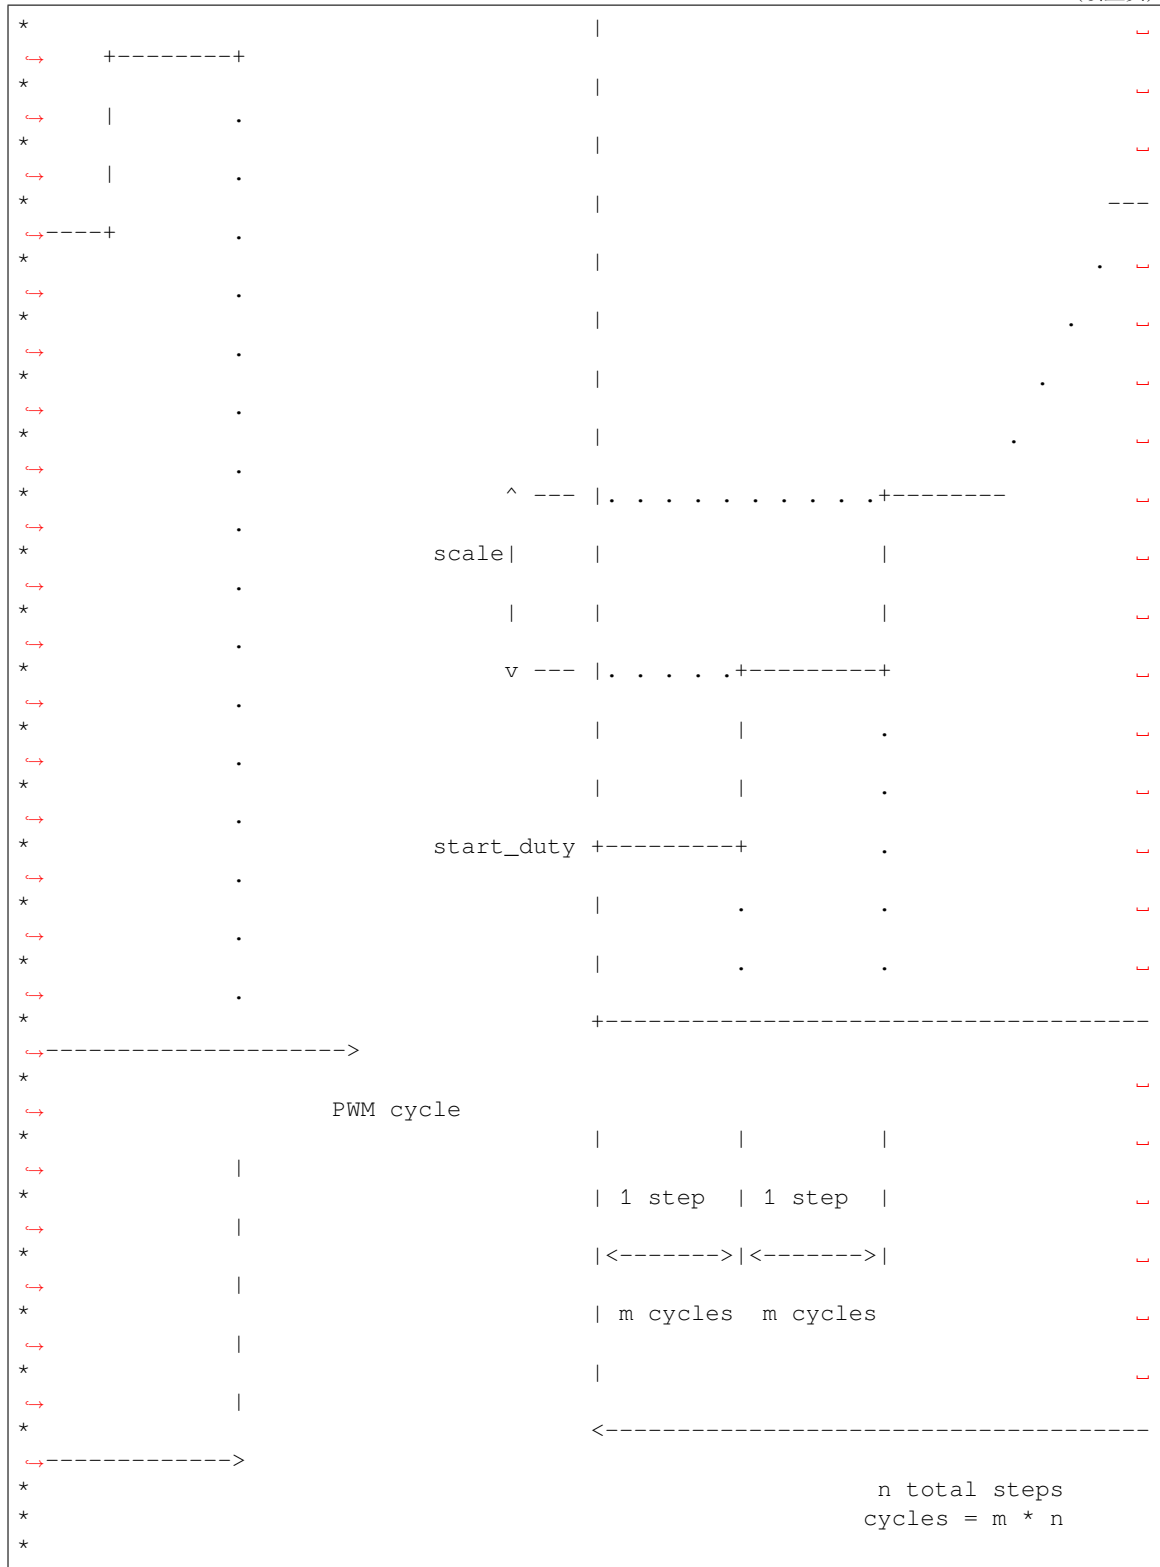 *                                       |                                      ␣
↪    +--------+
*                                       |                                      ␣
↪    |        .
*                                       |                                      ␣
↪    |        .
*                                       |                                    ---
↪----+        .
*                                       |                                   .  ␣
↪             .
*                                       |                                 .    ␣
↪             .
*                                       |                               .      ␣
↪             .
*                                       |                             .        ␣
↪             .
*                                 ^ --- |. . . . . . . . . .+--------          ␣
↪             .
*                            scale|     |                   |                  ␣
↪             .
*                                 |     |                   |                  ␣
↪             .
*                                 v --- |. . . . .+---------+                  ␣
↪             .
*                                       |         |         .                  ␣
↪             .
*                                       |         |         .                  ␣
↪             .
*                            start_duty +---------+         .                  ␣
↪             .
*                                       |         .         .                  ␣
↪             .
*                                       |         .         .                  ␣
↪             .
*                                       +--------------------------------------
↪--------------------->
*                                                                              ␣
↪                    PWM cycle
*                                       |         |         |                  ␣
↪             |
*                                       | 1 step  | 1 step  |                  ␣
↪             |
*                                       |<------->|<------->|                  ␣
↪             |
*                                       | m cycles  m cycles                   ␣
↪             |
*                                       |                                      ␣
↪             |
*                                       <--------------------------------------
↪------------->
*                                                           n total steps
*                                                          cycles = m * n
*